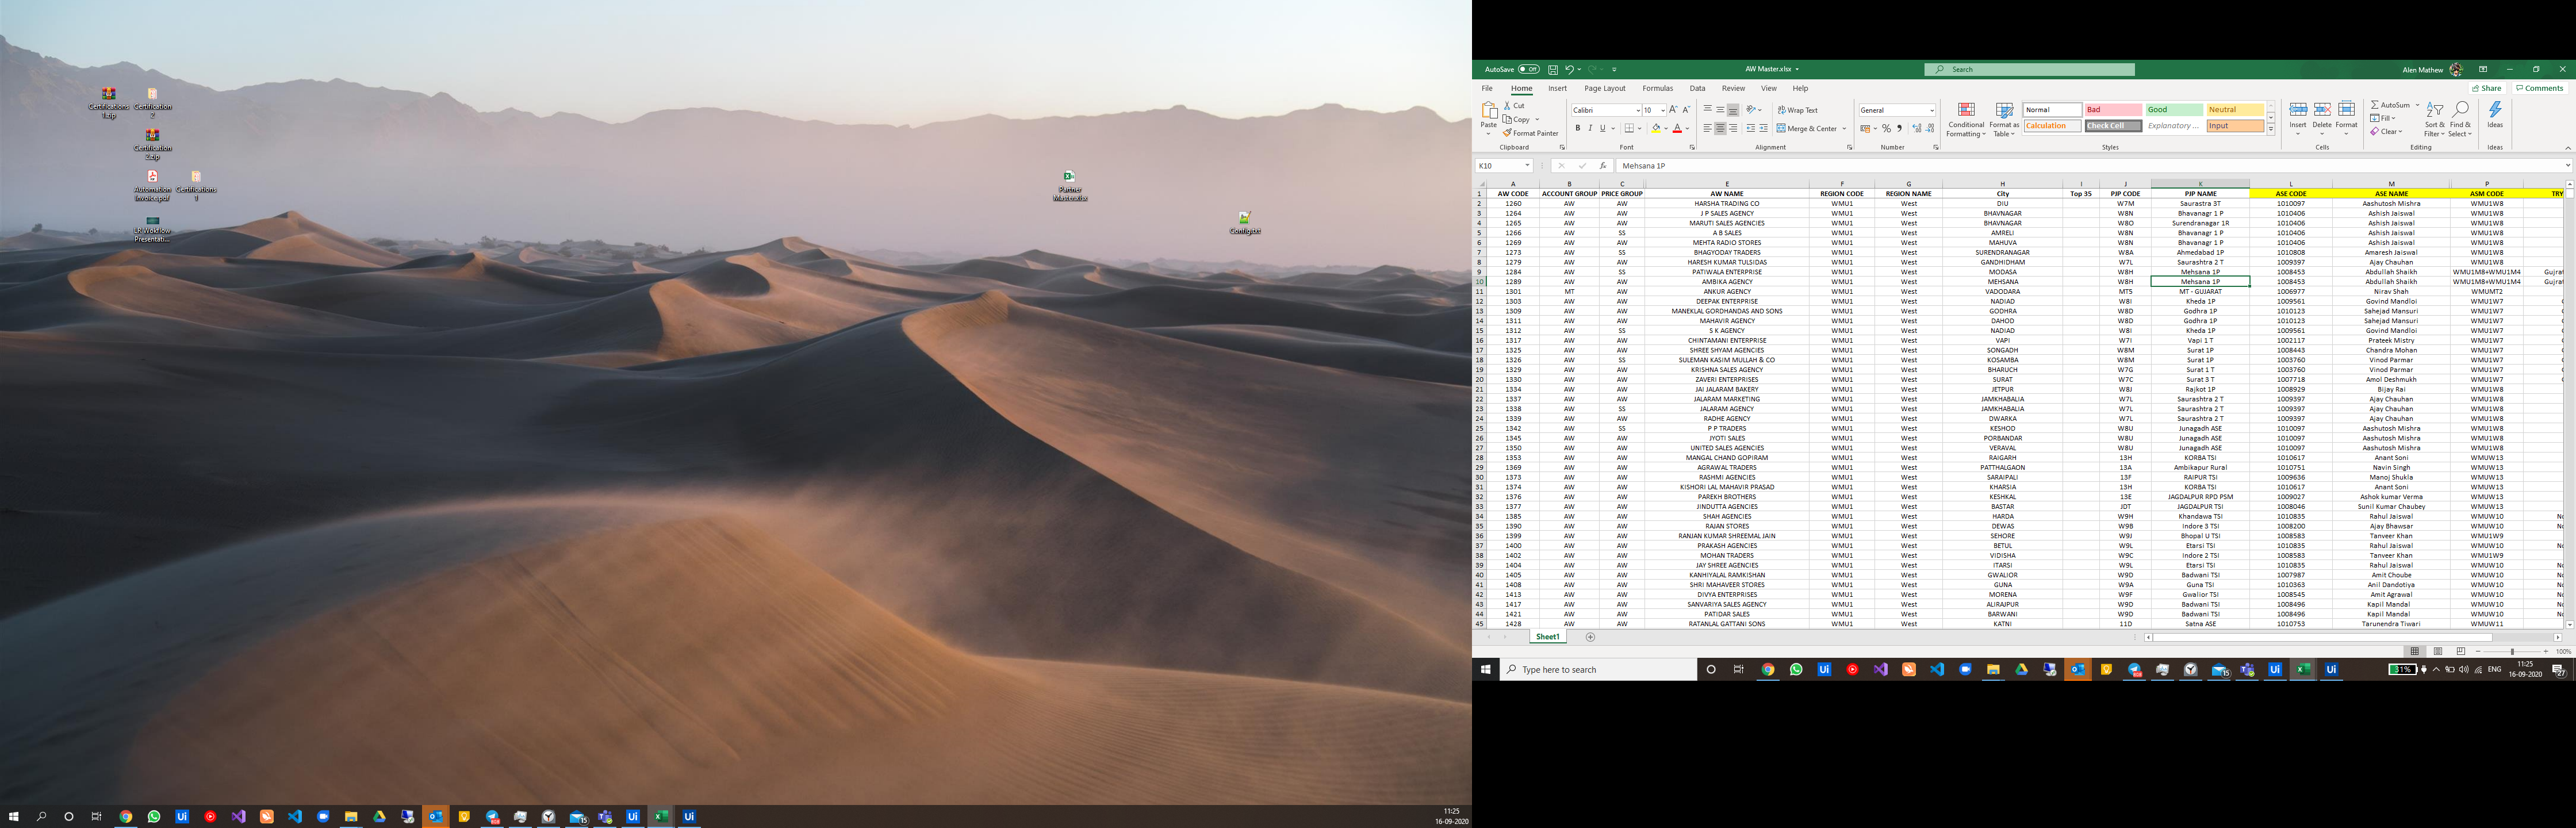 Certifications 1.zip
Certification 2
Certification 2.zip
Automation Invoice.pdf
Certifications 1
LR Wokflow Presentati...
Partner Master.xlsx
Config.txt
11:25
16-09-2020
AutoSave Off
AW Master.xlsx
Search
Alen Mathew
File Home Insert Page Layout Formulas Data Review View Help
Share Comments
Paste
Cut
Copy
Format Painter
Calibri 10
B I U
Wrap Text
Merge & Center
General
Conditional Formatting
Format as Table
Normal Bad Good Neutral
Calculation Check Cell Explanatory ... Input
Insert Delete Format
AutoSum
Fill
Clear
Sort & Filter
Find & Select
Ideas
Clipboard Font Alignment Number Styles Cells Editing Ideas
K10 fx Mehsana 1P
A B C E F G H I J K L M P
1 AW CODE ACCOUNT GROUP PRICE GROUP AW NAME REGION CODE REGION NAME City Top 35 PJP CODE PJP NAME ASE CODE ASE NAME ASM CODE TRY
2 1260 AW AW HARSHA TRADING CO WMU1 West DIU W7M Saurastra 3T 1010097 Aashutosh Mishra WMU1W8
3 1264 AW AW J P SALES AGENCY WMU1 West BHAVNAGAR W8N Bhavanagr 1 P 1010406 Ashish Jaiswal WMU1W8
4 1265 AW AW MARUTI SALES AGENCIES WMU1 West BHAVNAGAR W8O Surendranagar 1R 1010406 Ashish Jaiswal WMU1W8
5 1266 AW SS A B SALES WMU1 West AMRELI W8N Bhavanagr 1 P 1010406 Ashish Jaiswal WMU1W8
6 1269 AW AW MEHTA RADIO STORES WMU1 West MAHUVA W8N Bhavanagr 1 P 1010406 Ashish Jaiswal WMU1W8
7 1273 AW SS BHAGYODAY TRADERS WMU1 West SURENDRANAGAR W8A Ahmedabad 1P 1010808 Amaresh Jaiswal WMU1W8
8 1279 AW AW HARESH KUMAR TULSIDAS WMU1 West GANDHIDHAM W7L Saurashtra 2 T 1009397 Ajay Chauhan WMU1W8
9 1284 AW SS PATIWALA ENTERPRISE WMU1 West MODASA W8H Mehsana 1P 1008453 Abdullah Shaikh WMU1M8+WMU1M4 Gujrat
10 1289 AW AW AMBIKA AGENCY WMU1 West MEHSANA W8H Mehsana 1P 1008453 Abdullah Shaikh WMU1M8+WMU1M4 Gujrat
11 1301 MT AW ANKUR AGENCY WMU1 West VADODARA MT5 MT - GUJARAT 1006977 Nirav Shah WMUMT2
12 1303 AW AW DEEPAK ENTERPRISE WMU1 West NADIAD W8I Kheda 1P 1009561 Govind Mandloi WMU1W7
13 1309 AW AW MANEKLAL GORDHANDAS AND SONS WMU1 West GODHRA W8D Godhra 1P 1010123 Sahejad Mansuri WMU1W7
14 1311 AW AW MAHAVIR AGENCY WMU1 West DAHOD W8D Godhra 1P 1010123 Sahejad Mansuri WMU1W7
15 1312 AW SS S K AGENCY WMU1 West NADIAD W8I Kheda 1P 1009561 Govind Mandloi WMU1W7
16 1317 AW AW CHINTAMANI ENTERPRISE WMU1 West VAPI W7I Vapi 1 T 1002117 Prateek Mistry WMU1W7
17 1325 AW AW SHREE SHYAM AGENCIES WMU1 West SONGADH W8M Surat 1P 1008443 Chandra Mohan WMU1W7
18 1326 AW SS SULEMAN KASIM MULLAH & CO WMU1 West KOSAMBA W8M Surat 1P 1003760 Vinod Parmar WMU1W7
19 1329 AW AW KRISHNA SALES AGENCY WMU1 West BHARUCH W7G Surat 1 T 1003760 Vinod Parmar WMU1W7
20 1330 AW AW ZAVERI ENTERPRISES WMU1 West SURAT W7C Surat 3 T 1007718 Amol Deshmukh WMU1W7
21 1334 AW AW JAI JALARAM BAKERY WMU1 West JETPUR W8J Rajkot 1P 1008929 Bijay Rai WMU1W8
22 1337 AW AW JALARAM MARKETING WMU1 West JAMKHABALIA W7L Saurashtra 2 T 1009397 Ajay Chauhan WMU1W8
23 1338 AW SS JALARAM AGENCY WMU1 West JAMKHABALIA W7L Saurashtra 2 T 1009397 Ajay Chauhan WMU1W8
24 1339 AW AW RADHE AGENCY WMU1 West DWARKA W7L Saurashtra 2 T 1009397 Ajay Chauhan WMU1W8
25 1342 AW SS P P TRADERS WMU1 West KESHOD W8U Junagadh ASE 1010097 Aashutosh Mishra WMU1W8
26 1345 AW AW JYOTI SALES WMU1 West PORBANDAR W8U Junagadh ASE 1010097 Aashutosh Mishra WMU1W8
27 1350 AW AW UNITED SALES AGENCIES WMU1 West VERAVAL W8U Junagadh ASE 1010097 Aashutosh Mishra WMU1W8
28 1353 AW AW MANGAL CHAND GOPIRAM WMU1 West RAIGARH 13H KORBA TSI 1010617 Anant Soni WMUW13
29 1369 AW AW AGRAWAL TRADERS WMU1 West PATTHALGAON 13A Ambikapur Rural 1010751 Navin Singh WMUW13
30 1373 AW AW RASHMI AGENCIES WMU1 West SARAIPALI 13F RAIPUR TSI 1009636 Manoj Shukla WMUW13
31 1374 AW AW KISHORI LAL MAHAVIR PRASAD WMU1 West KHARSIA 13H KORBA TSI 1010617 Anant Soni WMUW13
32 1376 AW AW PAREKH BROTHERS WMU1 West KESHKAL 13E JAGDALPUR RPD PSM 1009027 Ashok kumar Verma WMUW13
33 1377 AW AW JINDUTTA AGENCIES WMU1 West BASTAR JDT JAGDALPUR TSI 1008046 Sunil Kumar Chaubey WMUW13
34 1385 AW AW SHAH AGENCIES WMU1 West HARDA W9H Khandawa TSI 1010835 Rahul Jaiswal WMUW10
35 1390 AW AW RAJAN STORES WMU1 West DEWAS W9B Indore 3 TSI 1008200 Ajay Bhawsar WMUW10
36 1399 AW AW RANJAN KUMAR SHREEMAL JAIN WMU1 West SEHORE W9J Bhopal U TSI 1008583 Tanveer Khan WMU1W9
37 1400 AW AW PRAKASH AGENCIES WMU1 West BETUL W9L Etarsi TSI 1010835 Rahul Jaiswal WMUW10
38 1402 AW AW MOHAN TRADERS WMU1 West VIDISHA W9C Indore 2 TSI 1008583 Tanveer Khan WMU1W9
39 1404 AW AW JAY SHREE AGENCIES WMU1 West ITARSI W9L Etarsi TSI 1010835 Rahul Jaiswal WMUW10
40 1405 AW AW KANHIYALAL RAMKISHAN WMU1 West GWALIOR W9D Badwani TSI 1007987 Amit Choube WMUW10
41 1408 AW AW SHRI MAHAVEER STORES WMU1 West GUNA W9A Guna TSI 1010363 Anil Dandotiya WMUW10
42 1413 AW AW DIVYA ENTERPRISES WMU1 West MORENA W9F Gwalior TSI 1008545 Amit Agrawal WMUW10
43 1417 AW AW SANVARIYA SALES AGENCY WMU1 West ALIRAJPUR W9D Badwani TSI 1008496 Kapil Mandal WMUW10
44 1421 AW AW PATIDAR SALES WMU1 West BARWANI W9D Badwani TSI 1008496 Kapil Mandal WMUW10
45 1428 AW AW RATANLAL GATTANI SONS WMU1 West KATNI 11D Satna ASE 1010753 Tarunendra Tiwari WMUW11
Sheet1
100%
Type here to search
31% ENG
11:25
16-09-2020
27